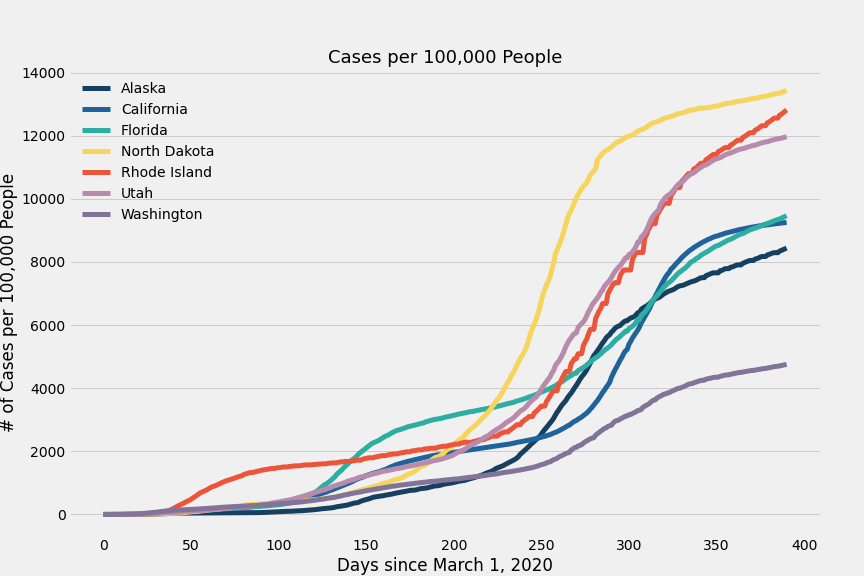 Cases per 100,000 People
# of Cases per 100,000 People
14000
12000
10000
8000
6000
4000
2000
0
Alaska
California
Florida
North Dakota
Rhode Island
Utah
Washington
0 50 100 150 200 250 300 350 400
Days since March 1, 2020